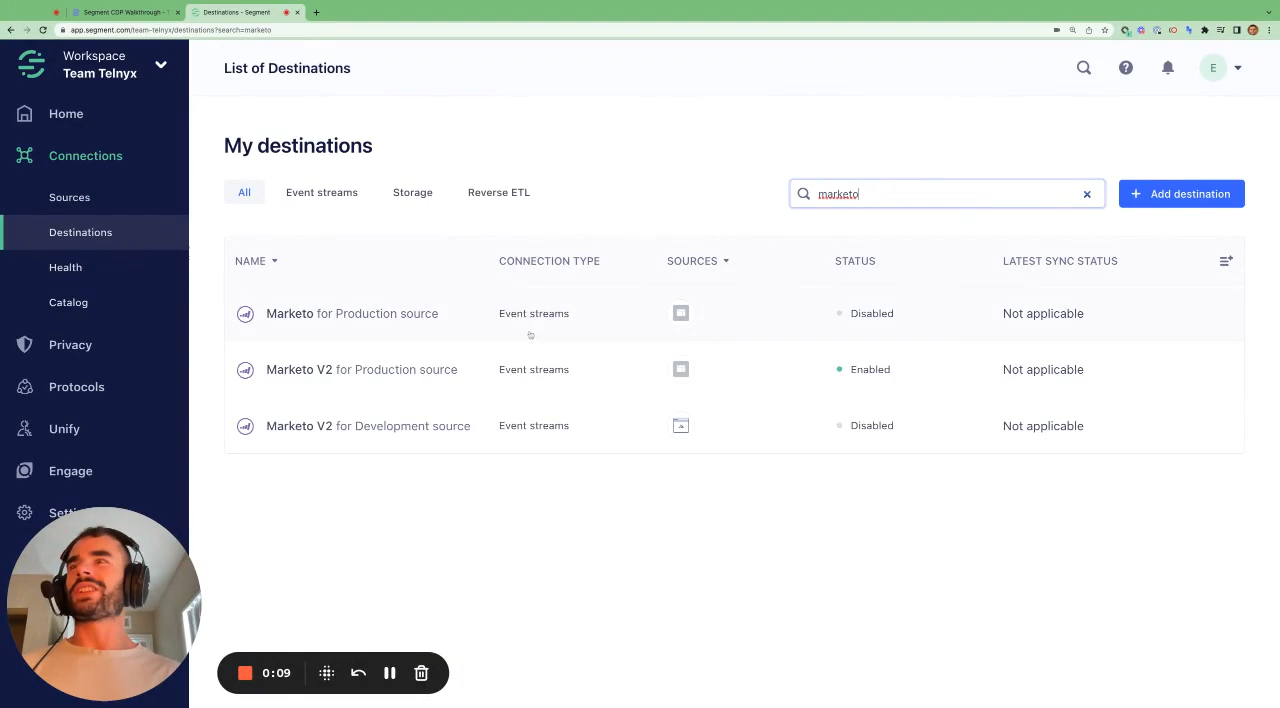 Segment CDP Walkthrough - T
Destinations - Segment
app.segment.com/team-telnyx/destinations?search=marketo
Workspace
Team Telnyx
List of Destinations
E
Home
Connections
Sources
Destinations
Health
Catalog
Privacy
Protocols
Unify
Engage
My destinations
All
Event streams
Storage
Reverse ETL
marketo
Add destination
NAME
CONNECTION TYPE
SOURCES
STATUS
LATEST SYNC STATUS
Marketo for Production source
Event streams
Disabled
Not applicable
Marketo V2 for Production source
Event streams
Enabled
Not applicable
Marketo V2 for Development source
Event streams
Disabled
Not applicable
0:09